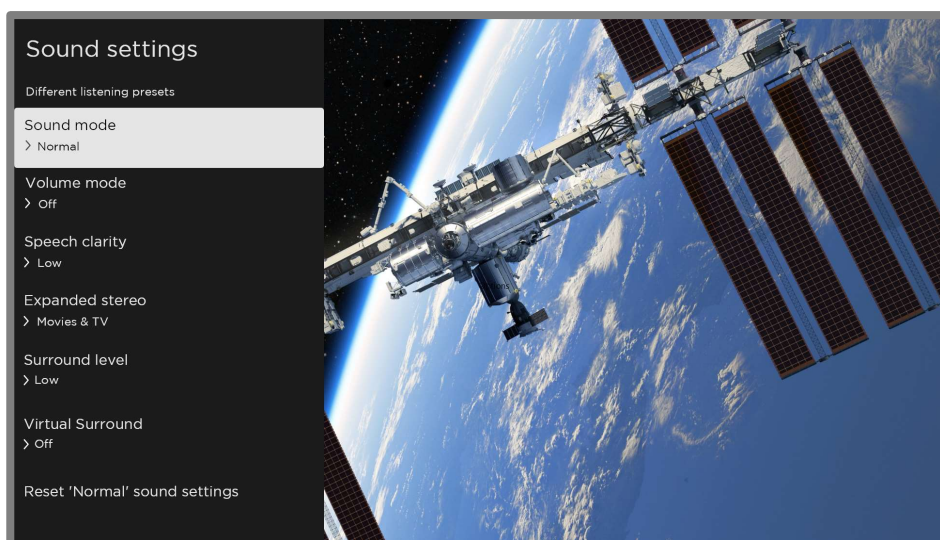 Sound settings
Different listening presets
Sound mode
Normal
Volume mode
Off
Speech clarity
Low
Expanded stereo
Movies & TV
Surround level
Low
Virtual Surround
Off
Reset 'Normal' sound settings